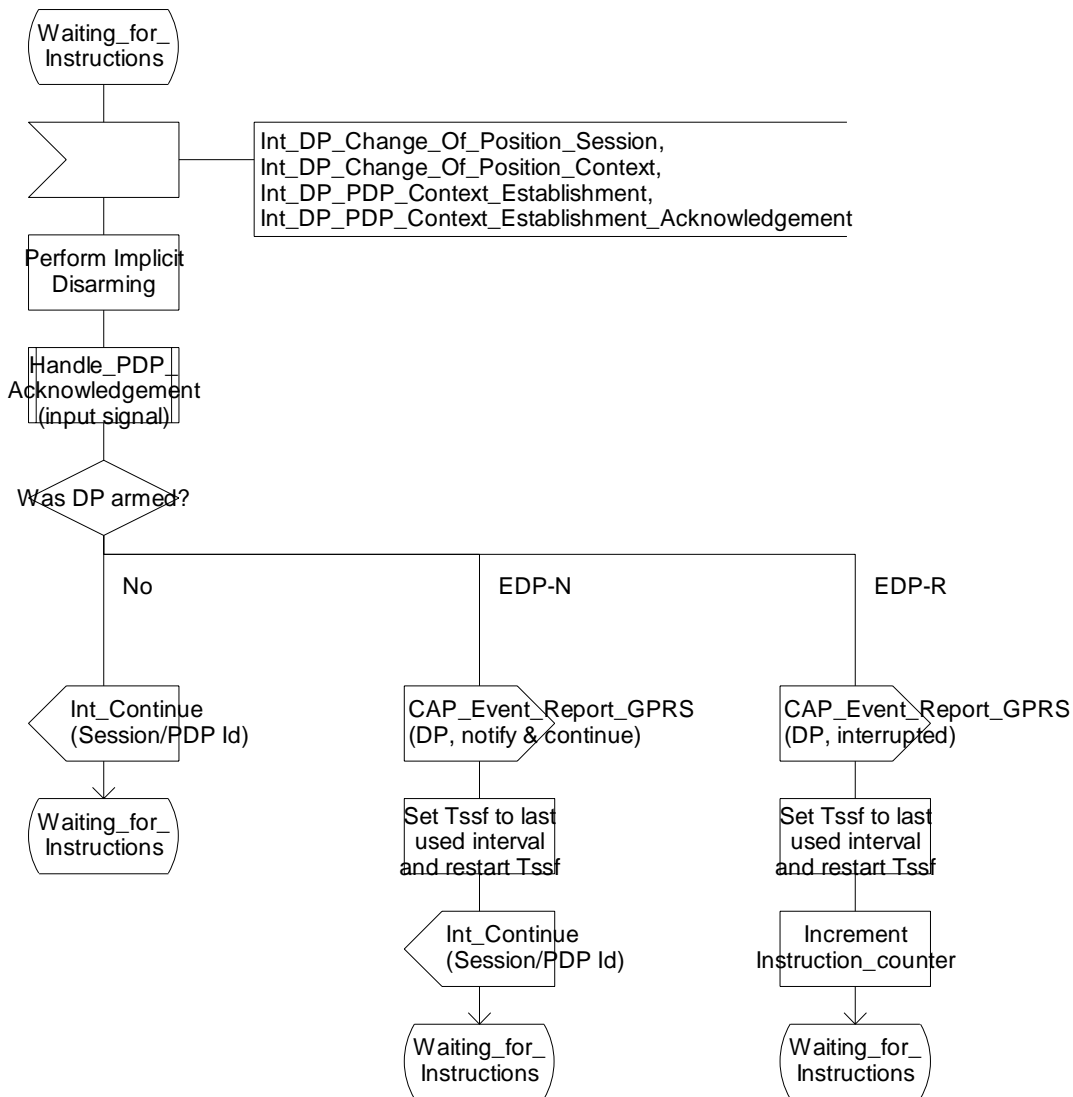 Waiting_for_
Instructions
Int_DP_Change_Of_Position_Session,
Int_DP_Change_Of_Position_Context,
Int_DP_PDP_Context_Establishment,
Int_DP_PDP_Context_Establishment_Acknowledgement
Perform Implicit
Disarming
Handle_PDP_
Acknowledgement
(input signal)
Was DP armed?
No
EDP-N
EDP-R
Int_Continue
(Session/PDP Id)
CAP_Event_Report_GPRS
(DP, notify & continue)
CAP_Event_Report_GPRS
(DP, interrupted)
Waiting_for_
Instructions
Set Tssf to last
used interval
and restart Tssf
Set Tssf to last
used interval
and restart Tssf
Int_Continue
(Session/PDP Id)
Increment
Instruction_counter
Waiting_for_
Instructions
Waiting_for_
Instructions